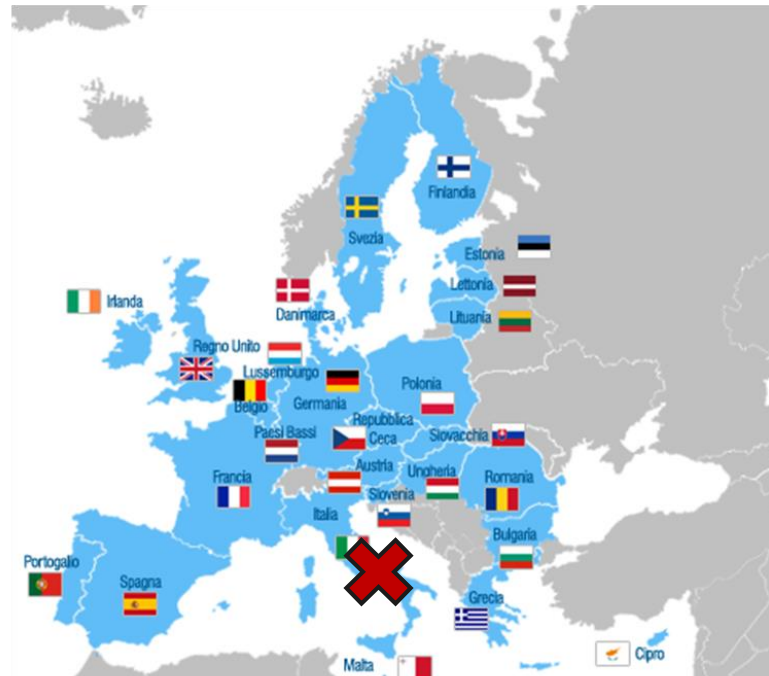 Finlandia
Svezia
Estonia
Lettonia
Irlanda
Danimarca
Lituania
Regno Unito
Lussemburgo
Polonia
Belgio
Germania
Repubblica
Ceca
Paesi Bassi
Slovacchia
Austria
Ungheria
Francia
Romania
Slovenia
Italia
Bulgaria
Portogallo
Spagna
Grecia
Cipro
Malta